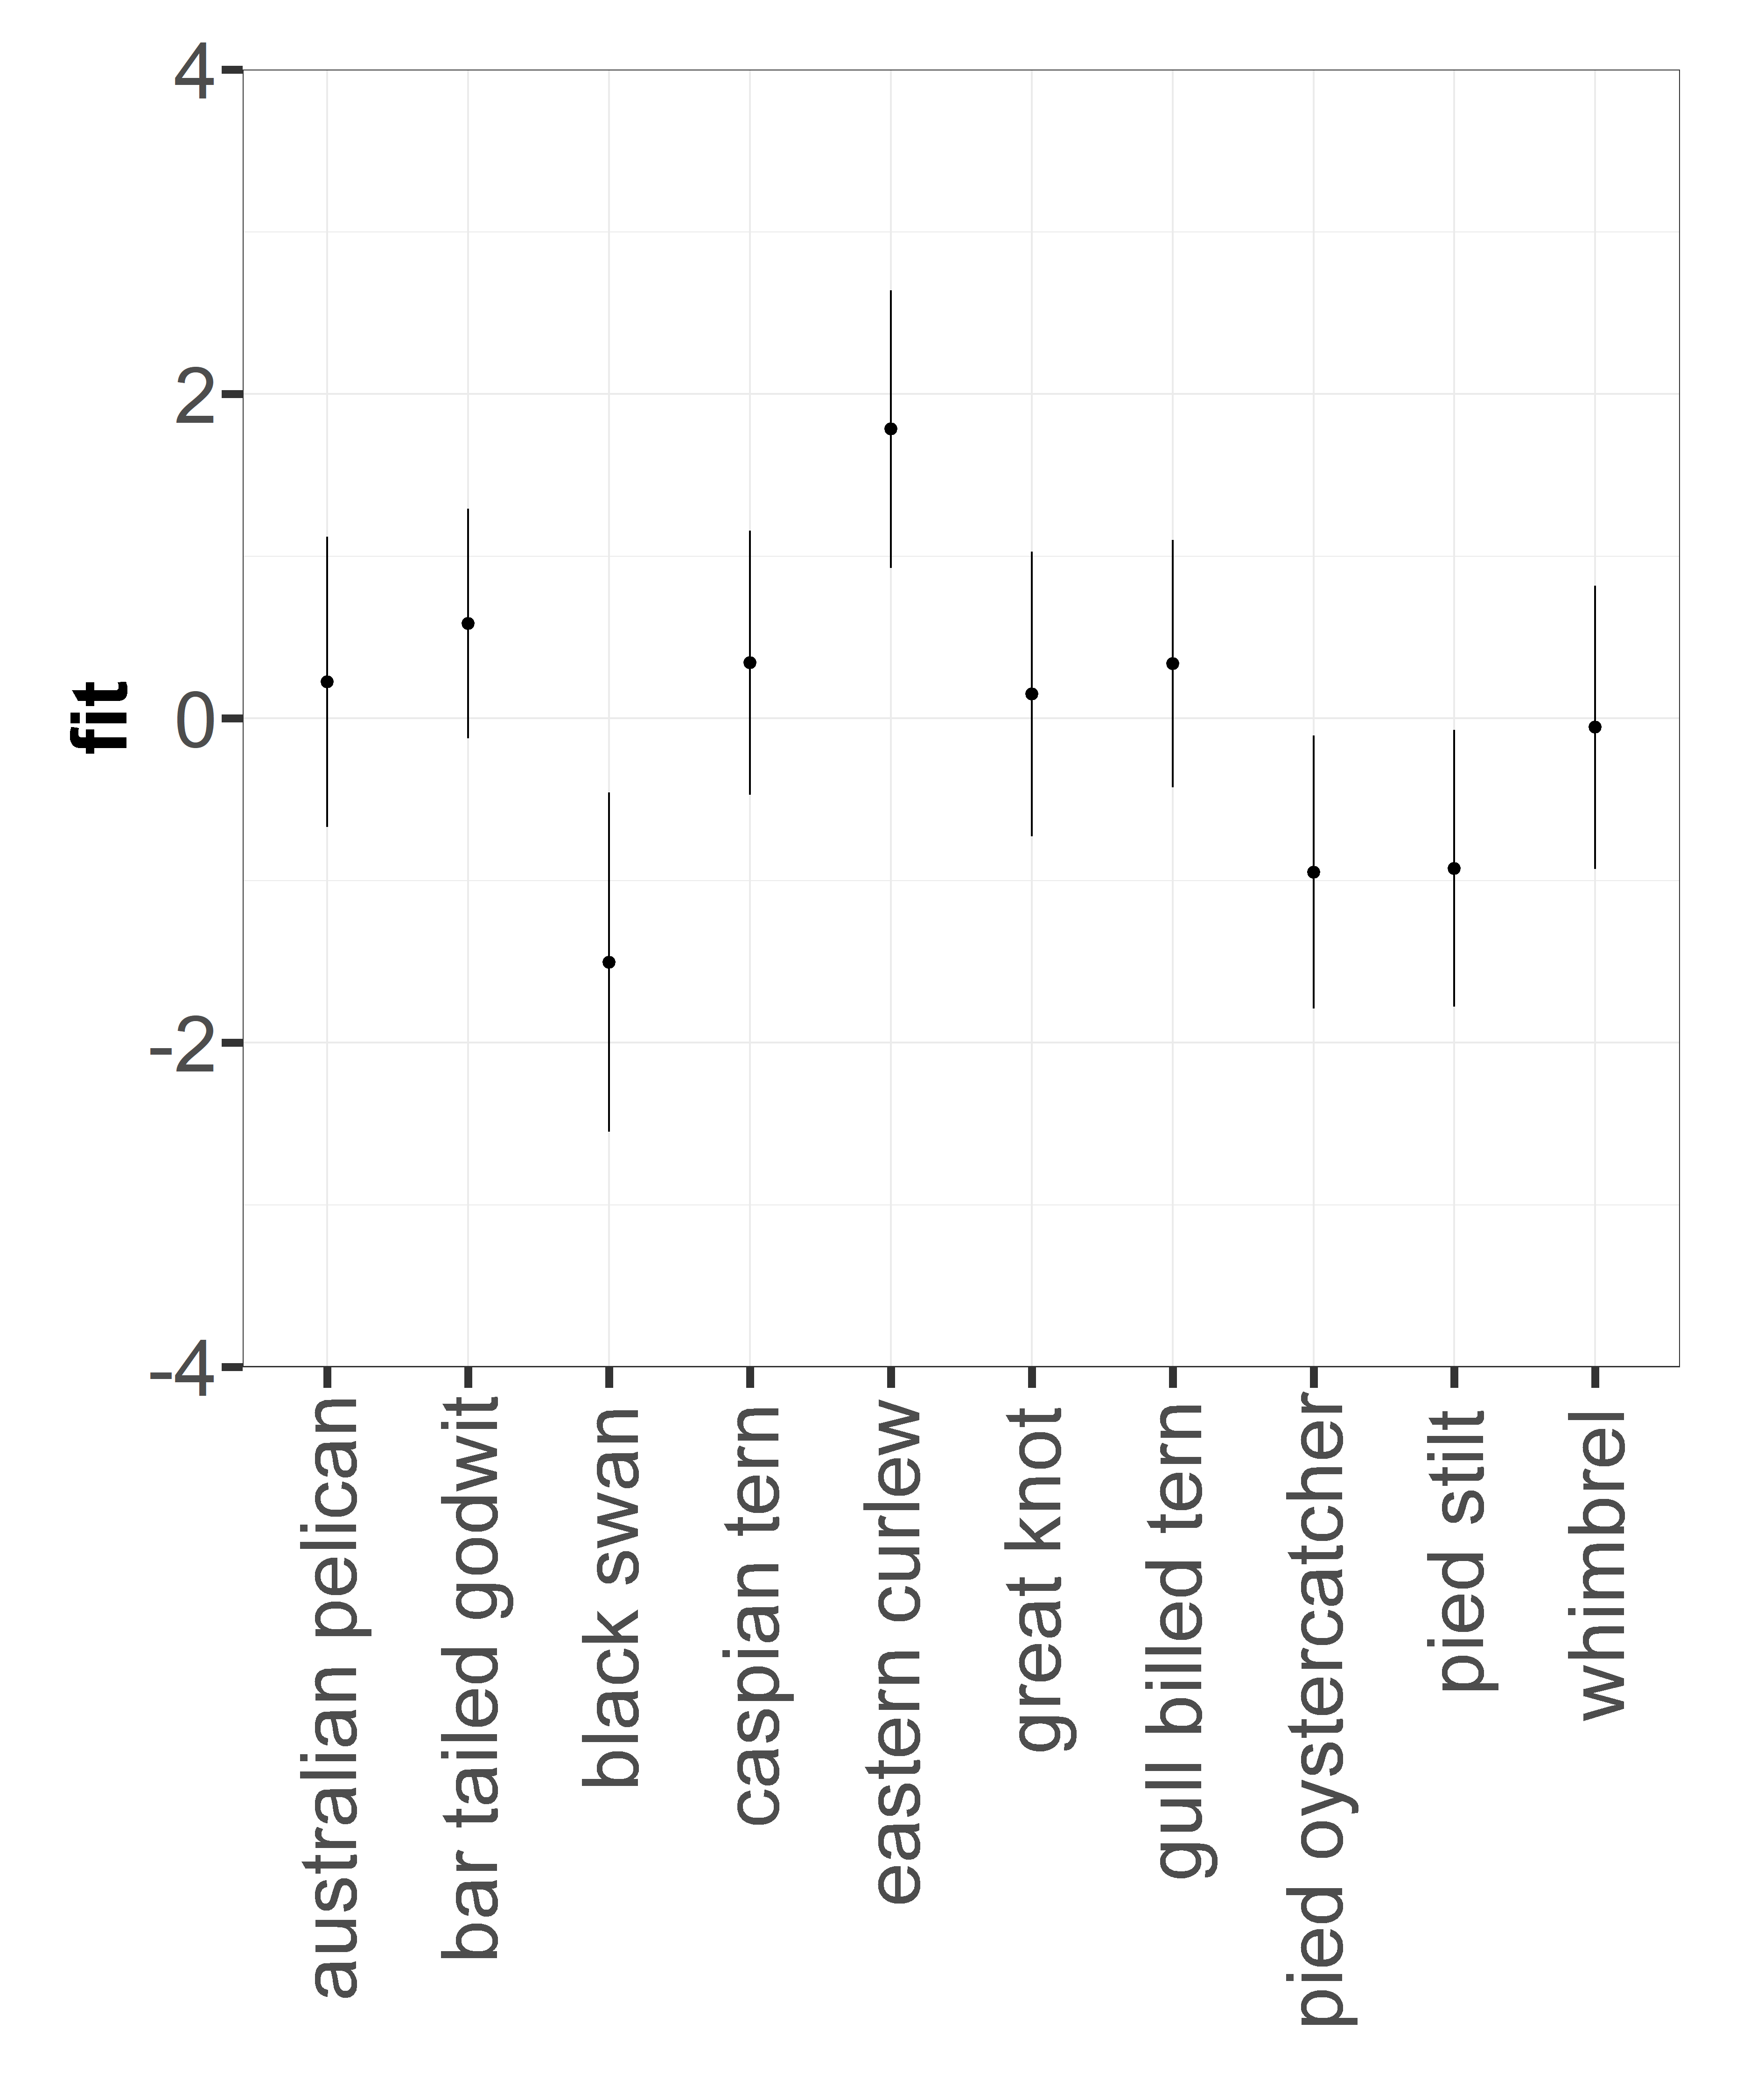 4
2
0
-2
-4
fit
australian pelican
bar tailed godwit
black swan
caspian tern
eastern curlew
great knot
gull billed tern
pied oystercatcher
pied stilt
whimbrel